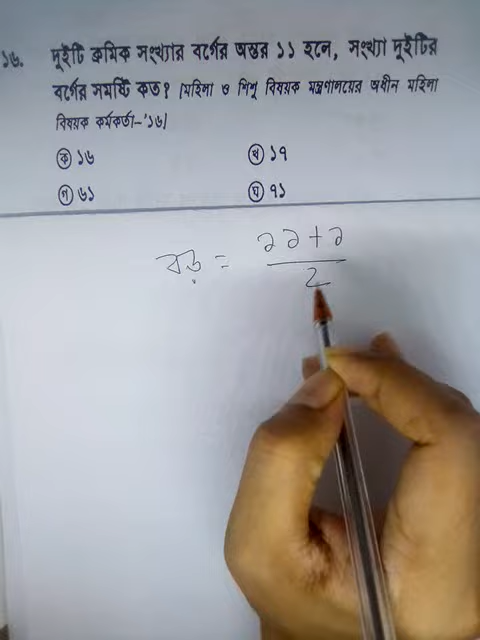 ১৬. দুইটি ক্রমিক সংখ্যার বর্গের অন্তর ১১ হলে, সংখ্যা দুইটির
বর্গের সমষ্টি কত? [মহিলা ও শিশু বিষয়ক মন্ত্রণালয়ের অধীন মহিলা
বিষয়ক কর্মকর্তা-'১৬]
ক ১৬ খ ১৭
গ ৬১ ঘ ৭১
বড় = ১১+১
2